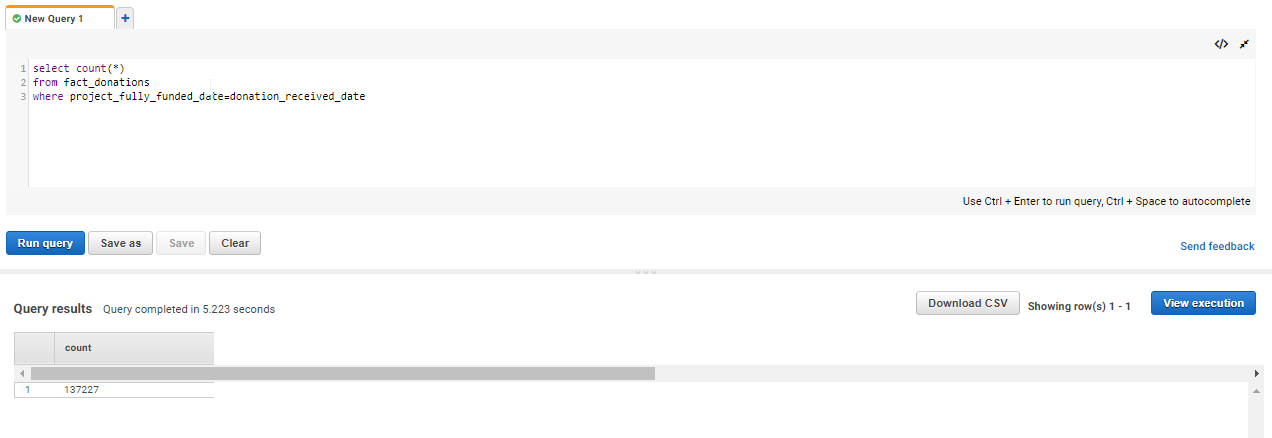 New Query 1
+
</>
1 select count(*)
2 from fact_donations
3 where project_fully_funded_date=donation_received_date
Use Ctrl + Enter to run query, Ctrl + Space to autocomplete
Run query Save as Save Clear
Send feedback
Query results Query completed in 5.223 seconds
Download CSV Showing row(s) 1 - 1 View execution
count
1 137227